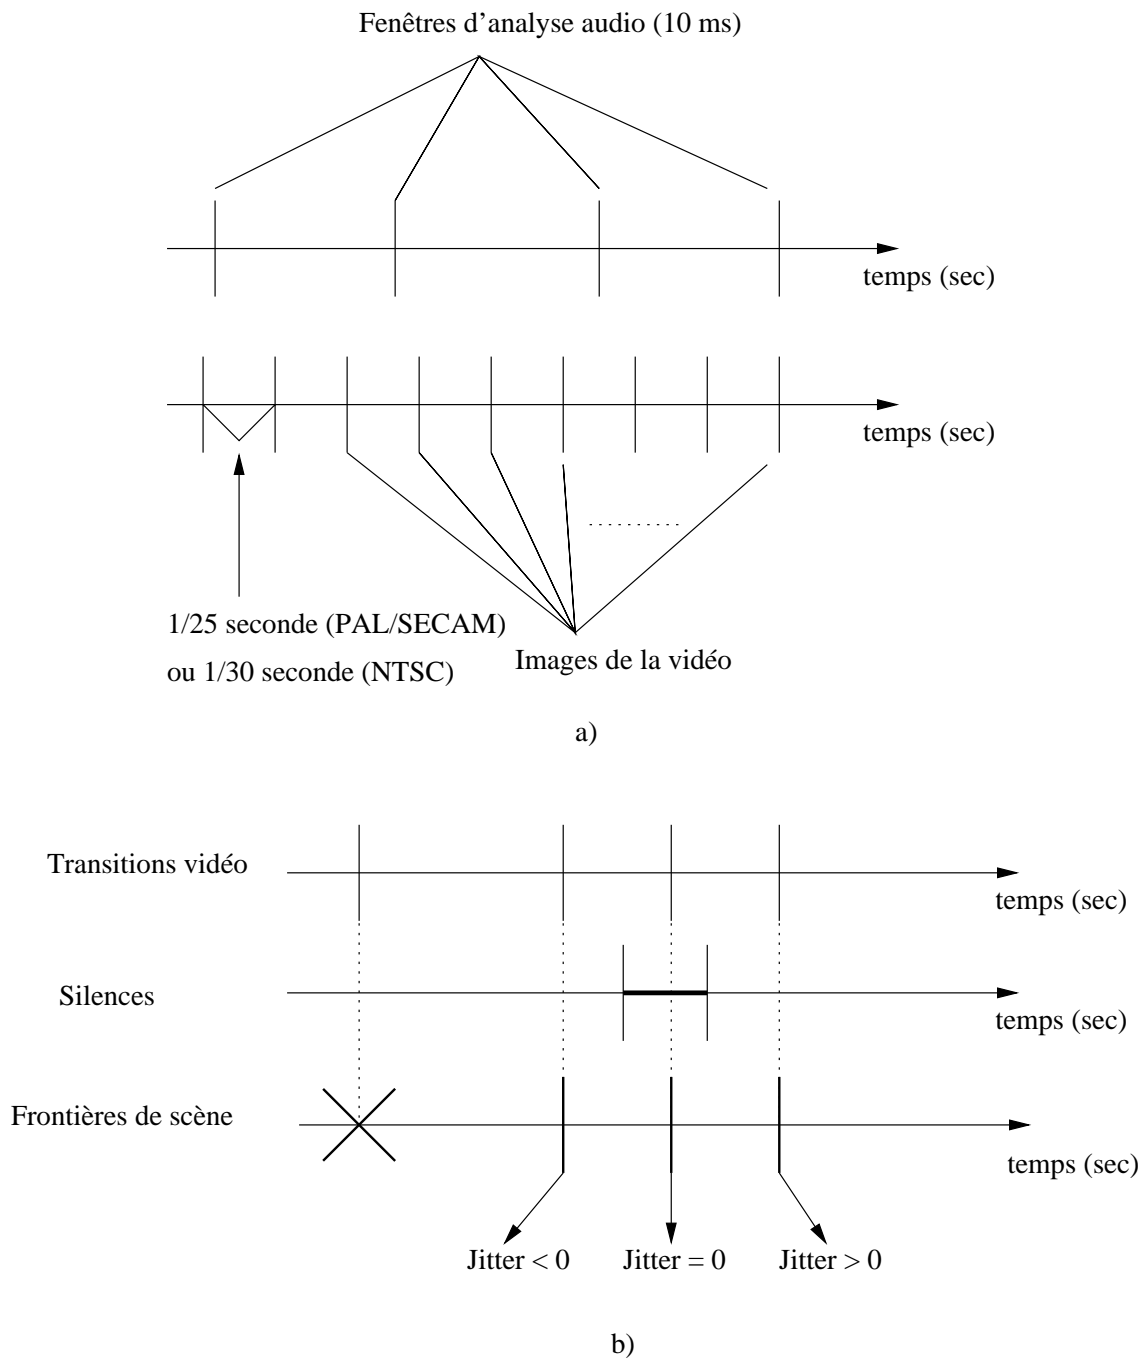 Fenêtres d'analyse audio (10 ms)
temps (sec)
temps (sec)
1/25 seconde (PAL/SECAM)
ou 1/30 seconde (NTSC)
Images de la vidéo
a)
Transitions vidéo
temps (sec)
Silences
temps (sec)
Frontières de scène
temps (sec)
Jitter < 0
Jitter = 0
Jitter > 0
b)